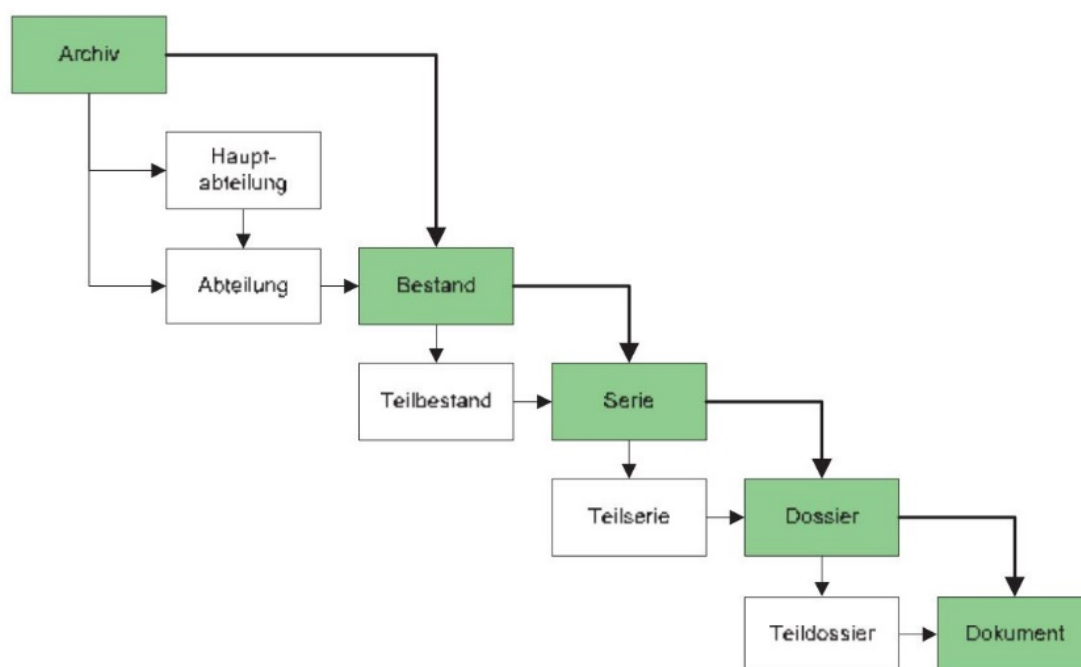 Archiv
Haupt-
abteilung
Abteilung
Bestand
Teilbestand
Serie
Teilserie
Dossier
Teildossier
Dokument